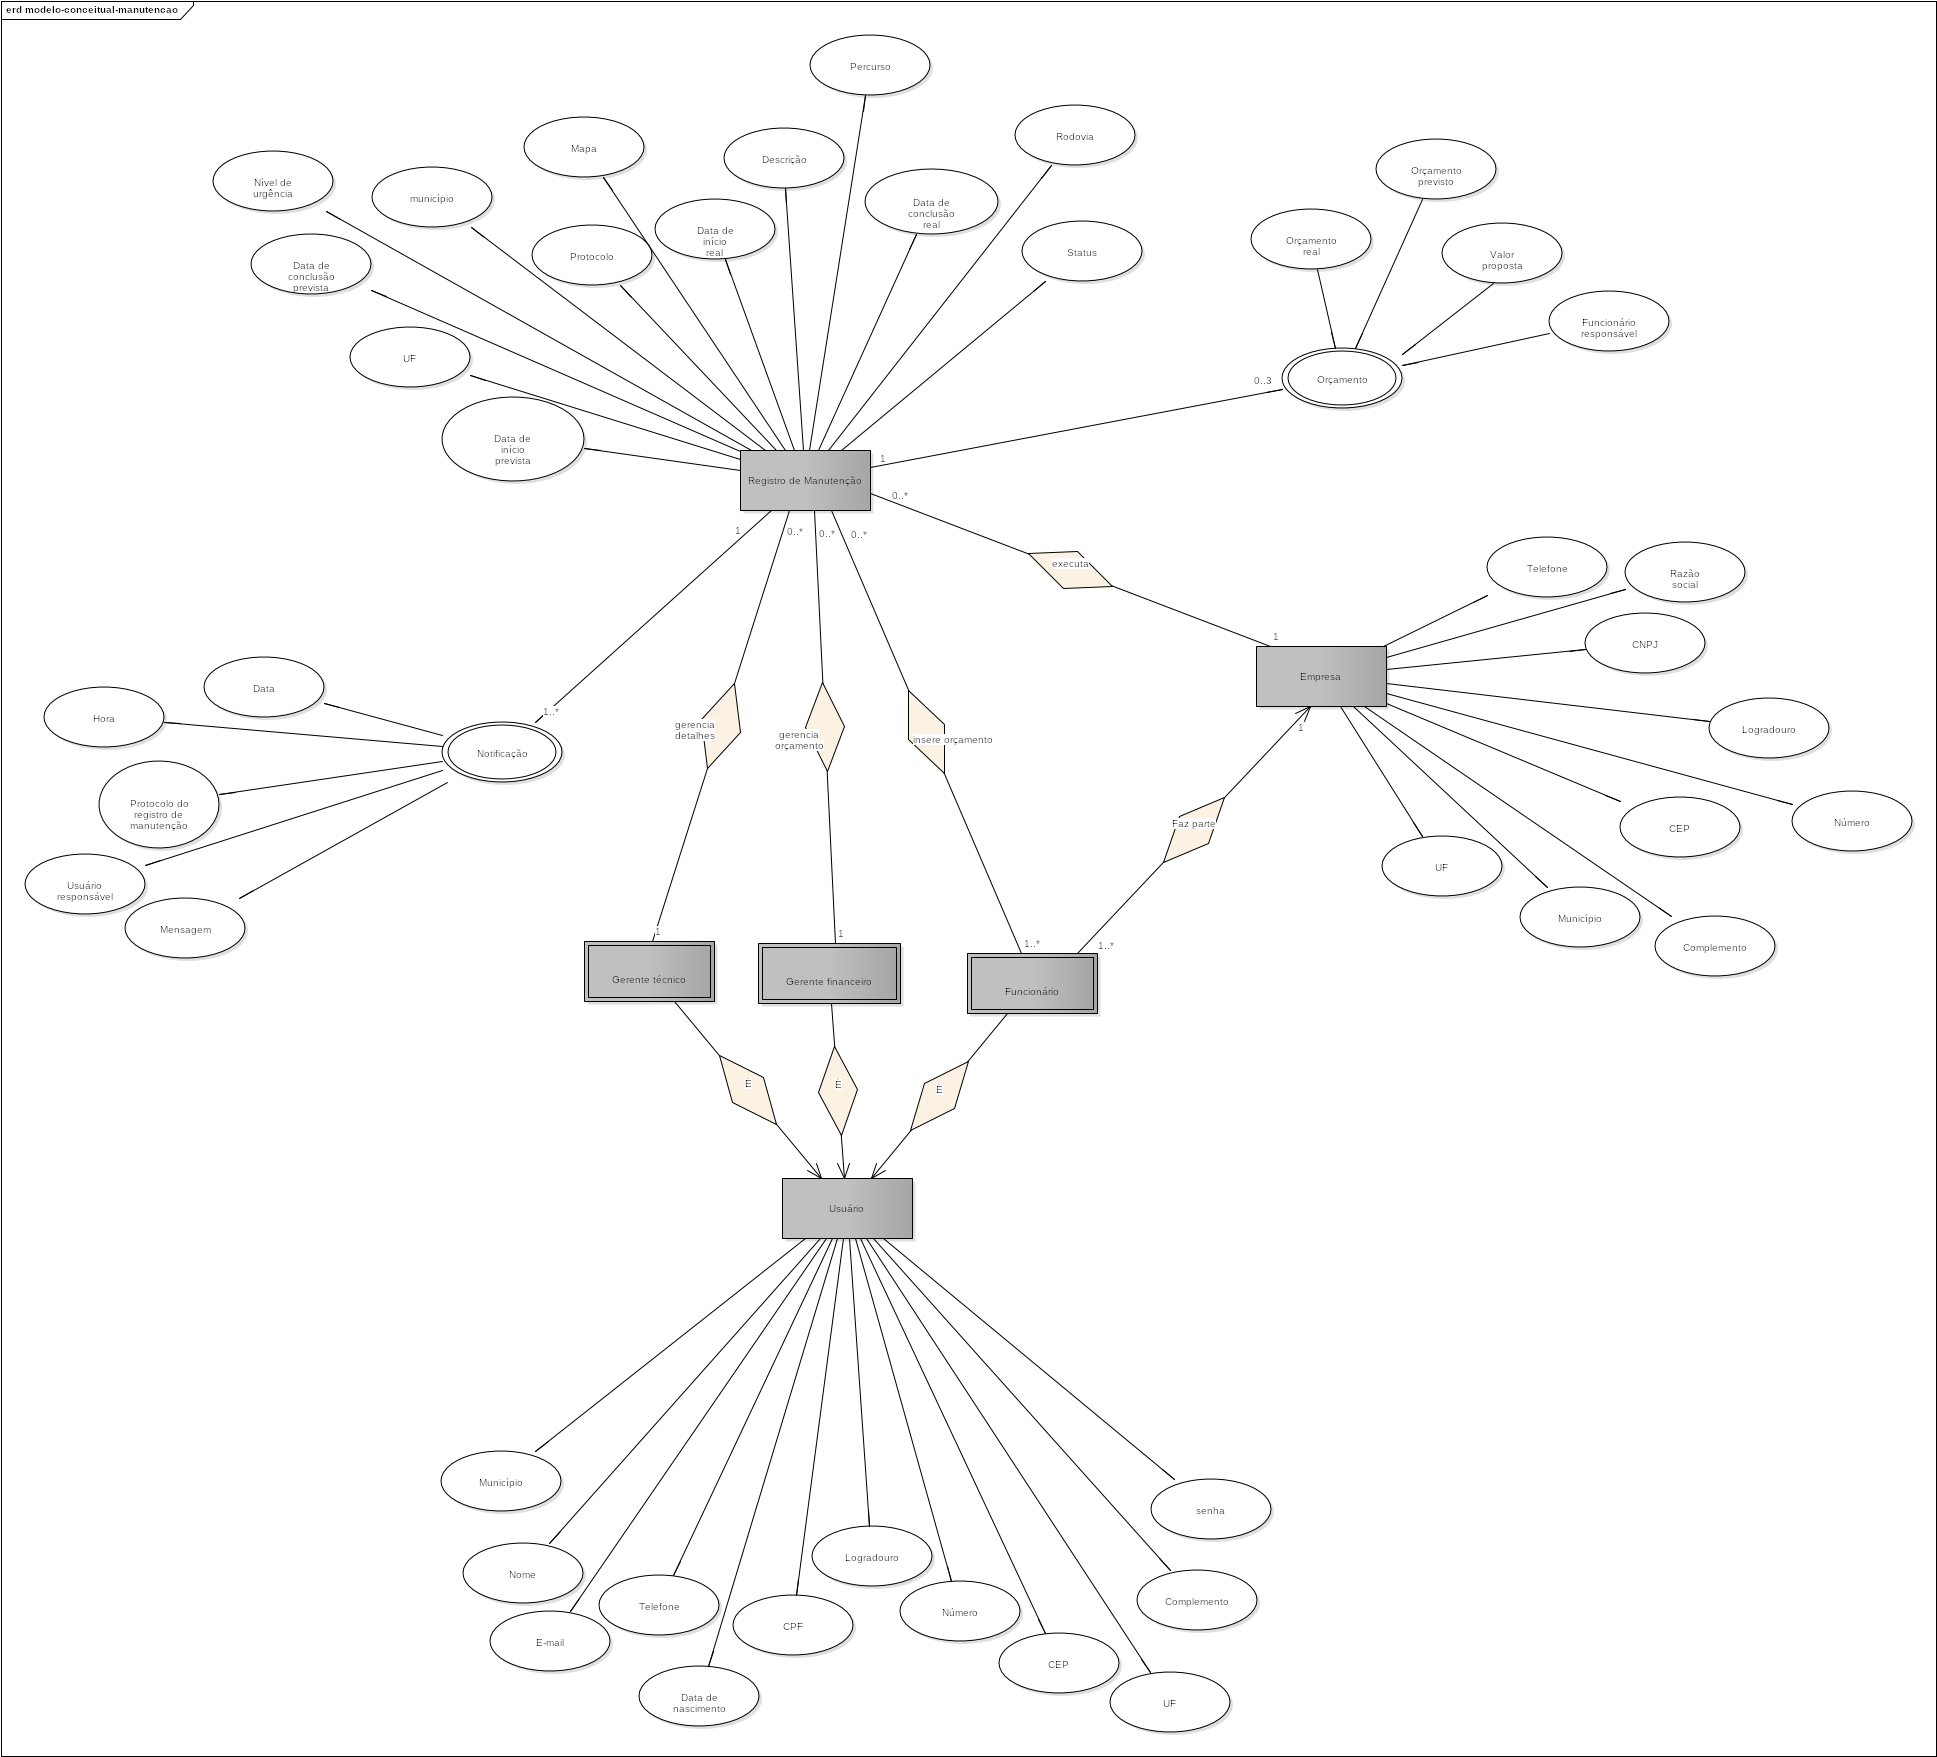 erd modelo-conceitual-manutencao
Percurso
Mapa
Rodovia
Descrição
Orçamento
previsto
Nível de
urgência
município
Data de
conclusão
real
Data de
início
real
Orçamento
real
Status
Valor
proposta
Protocolo
Data de
conclusão
prevista
Funcionário
responsável
UF
Orçamento
0..3
Data de
início
prevista
1
Registro de Manutenção
0..*
1
0..*
0..*
0..*
executa
Telefone
Razão
social
1
CNPJ
Empresa
Data
Hora
1..*
gerencia
detalhes
gerencia
orçamento
insere orçamento
1
Logradouro
Notificação
Protocolo do
registro de
manutenção
Faz parte
Número
CEP
UF
Usuário
responsável
Município
Mensagem
1
1
1..*
1..*
Complemento
Gerente técnico
Gerente financeiro
Funcionário
É
É
É
Usuário
Município
senha
Logradouro
Nome
Complemento
Telefone
Número
CPF
E-mail
CEP
Data de
nascimento
UF